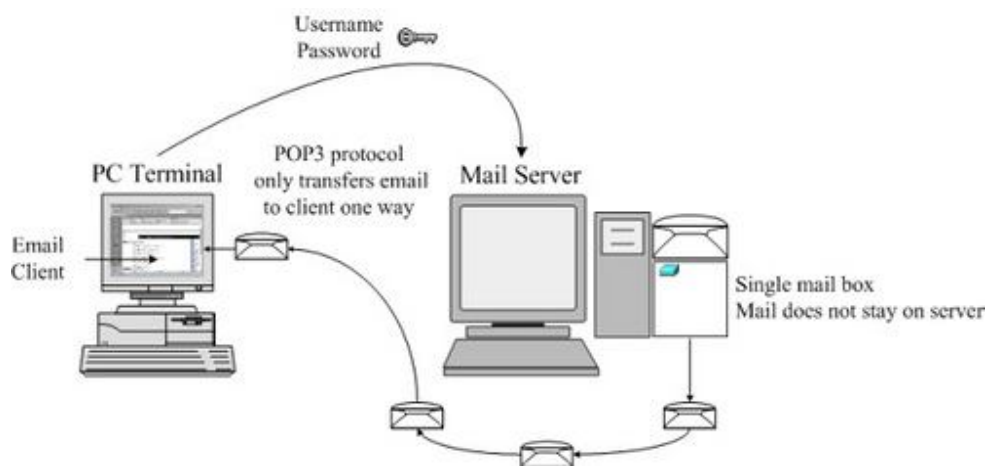 Username
Password
POP3 protocol
only transfers email
to client one way
PC Terminal
Mail Server
Email
Client
Single mail box
Mail does not stay on server